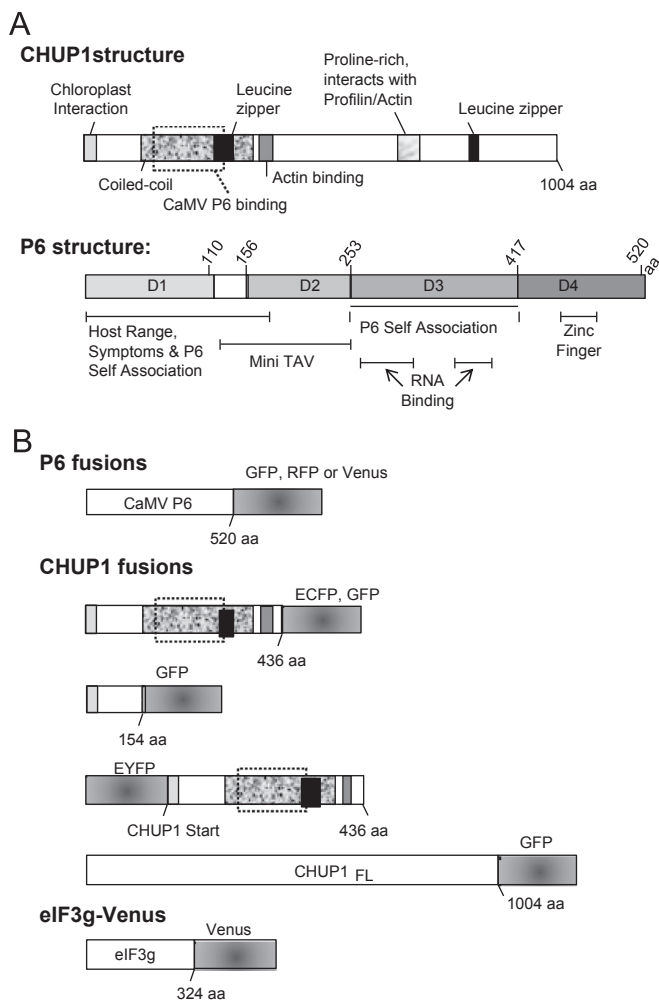 A
CHUP1structure
Chloroplast
Interaction
Leucine
zipper
Proline-rich,
interacts with
Profilin/Actin
Leucine zipper
Coiled-coil
CaMV P6 binding
Actin binding
1004 aa
P6 structure:
110
156
253
417
520
aa
D1
D2
D3
D4
Host Range,
Symptoms & P6
Self Association
Mini TAV
P6 Self Association
RNA
Binding
Zinc
Finger
B
P6 fusions
GFP, RFP or Venus
CaMV P6
520 aa
CHUP1 fusions
ECFP, GFP
436 aa
GFP
154 aa
EYFP
CHUP1 Start
436 aa
GFP
CHUP1 FL
1004 aa
eIF3g-Venus
Venus
eIF3g
324 aa